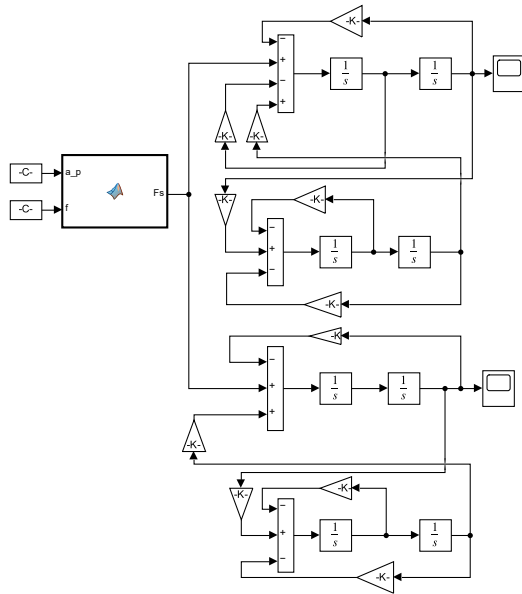 -K-
−
+
−
+
1/s
1/s
-K-
-K-
-C-
a_p
Fs
-C-
f
-K-
-K-
−
+
−
1/s
1/s
-K-
-K
−
+
+
1/s
1/s
-K-
-K-
-K-
−
+
−
1/s
1/s
-K-